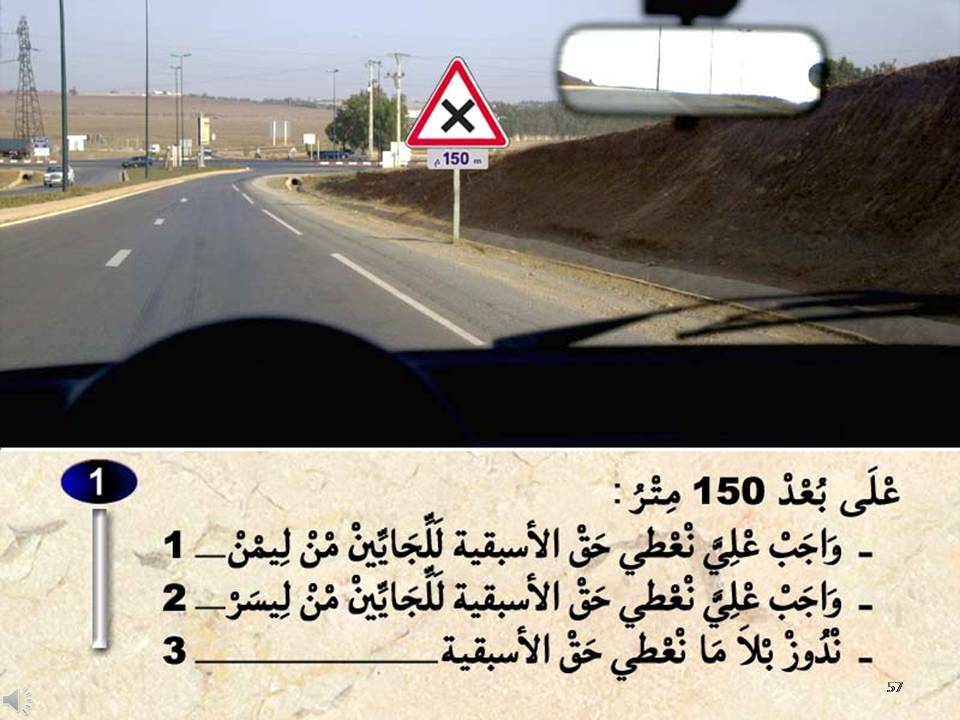 م 150 m
1
عْلَى بُعْدْ 150 مِتْرُ :
ـ وَاجَبْ عْلِيَّ نْعْطي حَقْ الأسبقية لَلِّجَايِّينْ مْنْ لِيمْنْ 1
ـ وَاجَبْ عْلِيَّ نْعْطي حَقْ الأسبقية لَلِّجَايِّينْ مْنْ لِيسَرْ 2
ـ نْدُوزْ بْلاَ مَا نْعْطي حَقْ الأسبقية 3
57